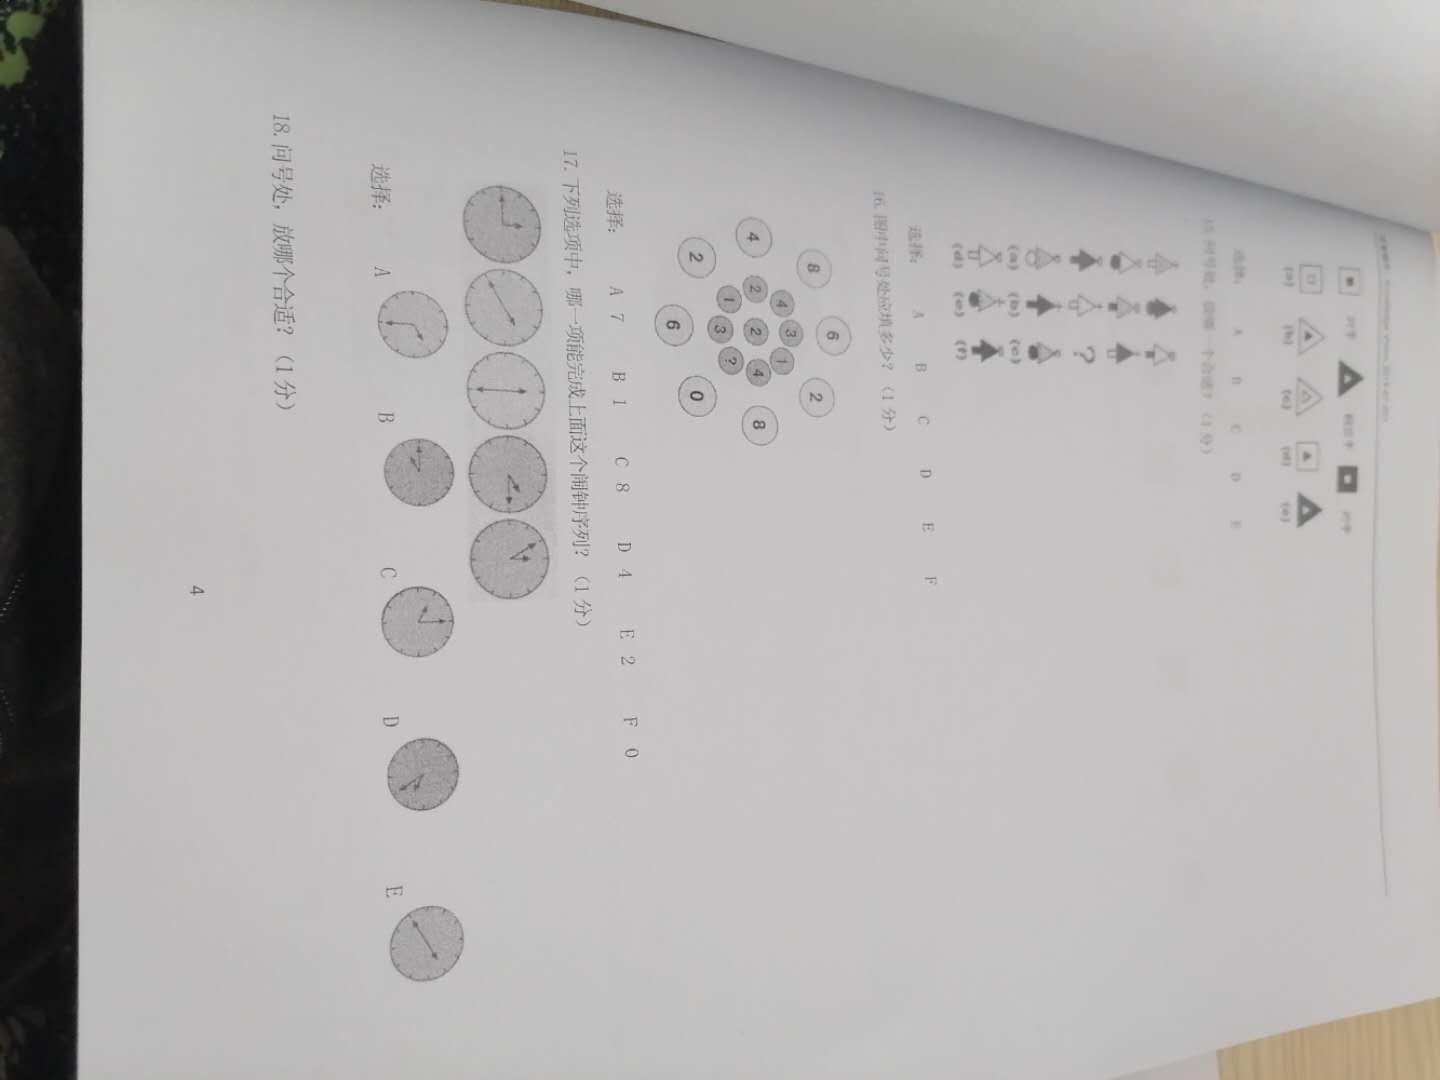 (a) (b) (c) (d) (e)
选择: A B C D E
15. 问号处，放哪一个合适？（1分）
?
(a) (b) (c)
(d) (e) (f)
选择: A B C D E F
16. 图中问号处应填多少？（1分）
6
8 2
3
4 1
4 2 2 4 8
1 ?
3
2 0
6
选择: A 7 B 1 C 8 D 4 E 2 F 0
17. 下列选项中，哪一项能完成上面这个闹钟序列？（1分）
选择: A B C D E
18. 问号处，放哪个合适？（1分）
4